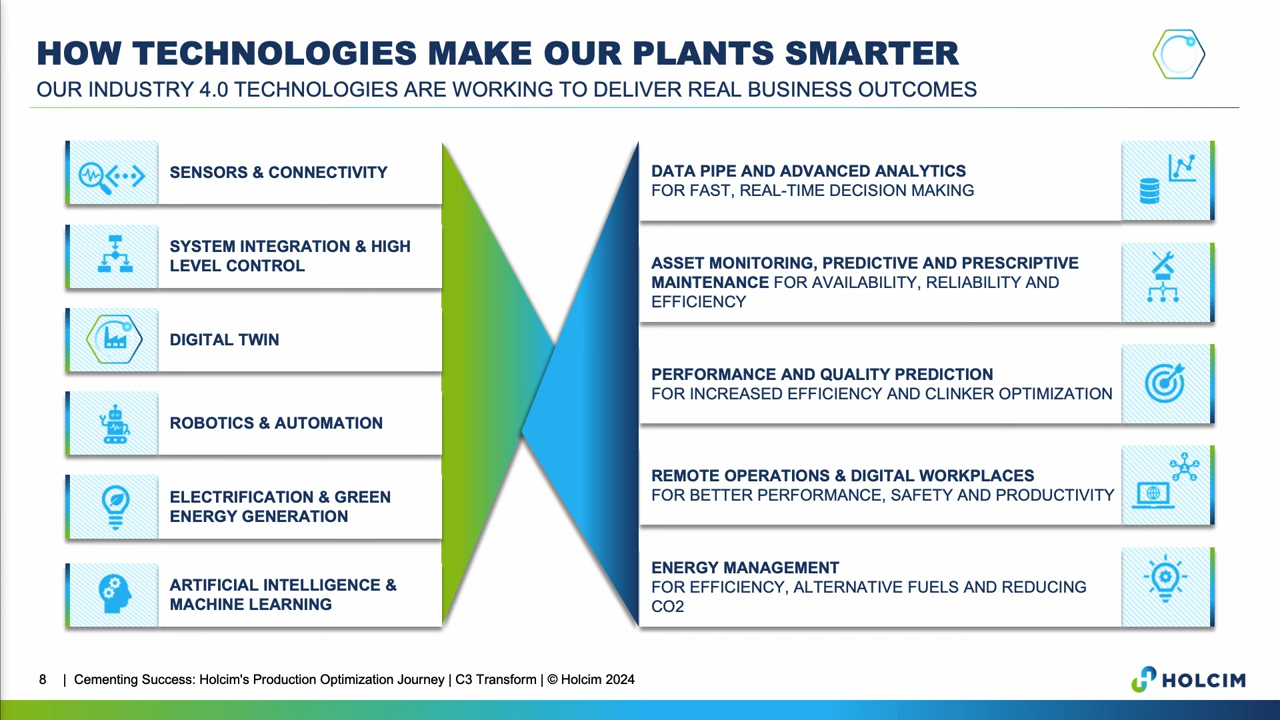 HOW TECHNOLOGIES MAKE OUR PLANTS SMARTER
OUR INDUSTRY 4.0 TECHNOLOGIES ARE WORKING TO DELIVER REAL BUSINESS OUTCOMES
SENSORS & CONNECTIVITY
SYSTEM INTEGRATION & HIGH
LEVEL CONTROL
DIGITAL TWIN
ROBOTICS & AUTOMATION
ELECTRIFICATION & GREEN
ENERGY GENERATION
ARTIFICIAL INTELLIGENCE &
MACHINE LEARNING
DATA PIPE AND ADVANCED ANALYTICS
FOR FAST, REAL-TIME DECISION MAKING
ASSET MONITORING, PREDICTIVE AND PRESCRIPTIVE
MAINTENANCE FOR AVAILABILITY, RELIABILITY AND
EFFICIENCY
PERFORMANCE AND QUALITY PREDICTION
FOR INCREASED EFFICIENCY AND CLINKER OPTIMIZATION
REMOTE OPERATIONS & DIGITAL WORKPLACES
FOR BETTER PERFORMANCE, SAFETY AND PRODUCTIVITY
ENERGY MANAGEMENT
FOR EFFICIENCY, ALTERNATIVE FUELS AND REDUCING
CO2
8 | Cementing Success: Holcim's Production Optimization Journey | C3 Transform | © Holcim 2024
HOLCIM